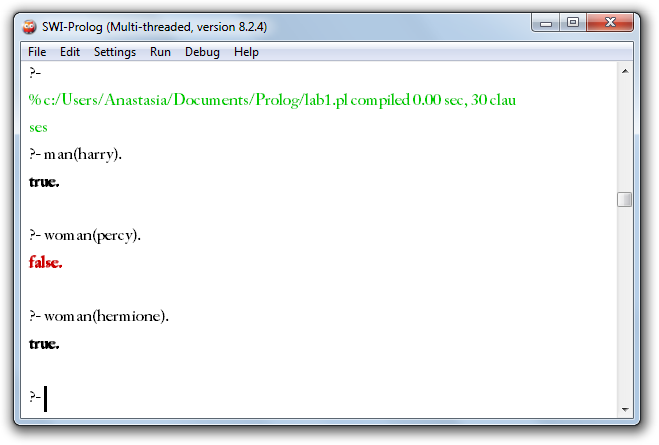 SWI-Prolog (Multi-threaded, version 8.2.4)
File Edit Settings Run Debug Help
?-
% c:/Users/Anastasia/Documents/Prolog/lab1.pl compiled 0.00 sec, 30 clau
ses
?- man(harry).
true.
?- woman(percy).
false.
?- woman(hermione).
true.
?-